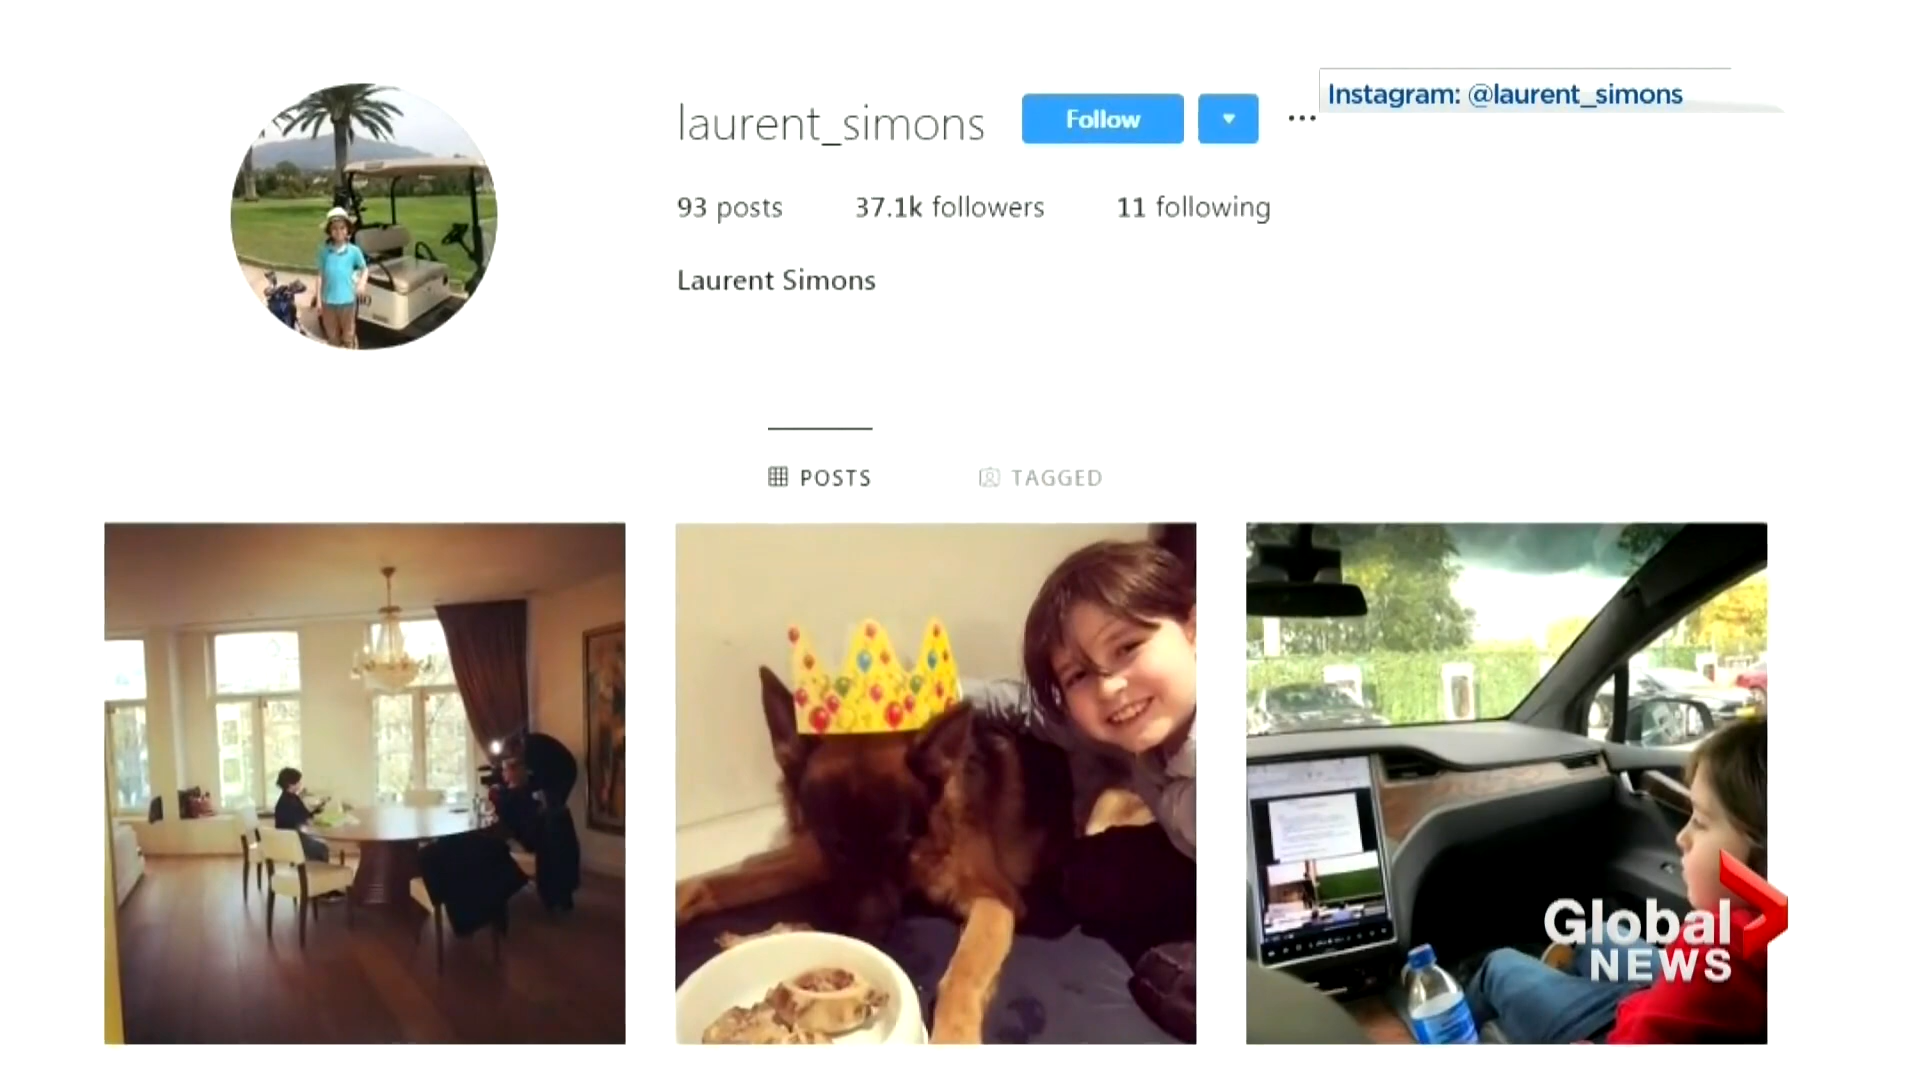 Instagram: @laurent_simons
laurent_simons Follow
93 posts 37.1k followers 11 following
Laurent Simons
POSTS TAGGED
Global
NEWS